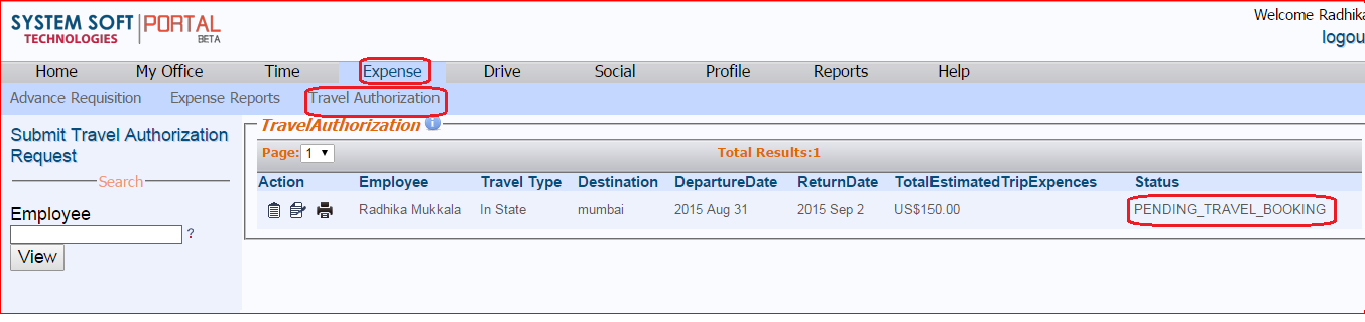 SYSTEM SOFT PORTAL
TECHNOLOGIES BETA
Welcome Radhika
logou
Home My Office Time Expense Drive Social Profile Reports Help
Advance Requisition Expense Reports Travel Authorization
Submit Travel Authorization
Request
Search
Employee
?
View
TravelAuthorization i
Page: 1 Total Results:1
Action Employee Travel Type Destination DepartureDate ReturnDate TotalEstimatedTripExpences Status
Radhika Mukkala In State mumbai 2015 Aug 31 2015 Sep 2 US$150.00 PENDING_TRAVEL_BOOKING